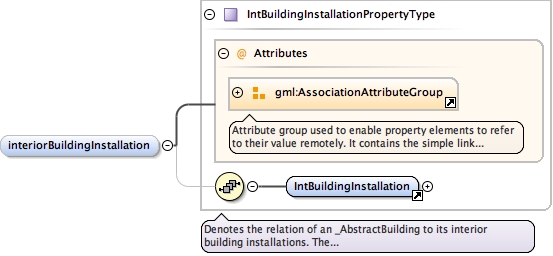 IntBuildingInstallationPropertyType
@ Attributes
gml:AssociationAttributeGroup
Attribute group used to enable property elements to refer
to their value remotely. It contains the simple link...
interiorBuildingInstallation
IntBuildingInstallation
Denotes the relation of an _AbstractBuilding to its interior
building installations. The...